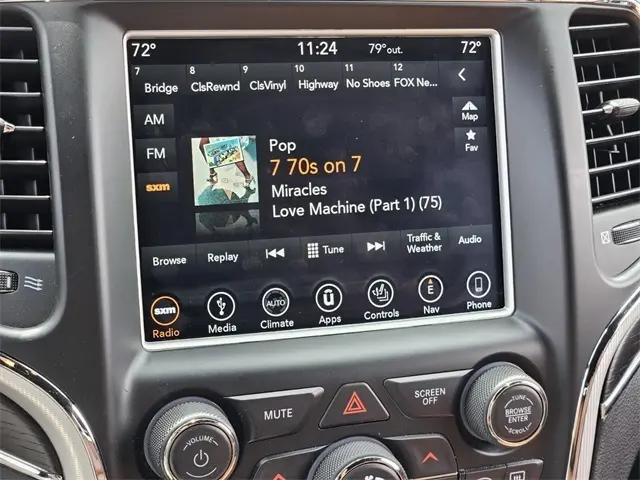 72° 11:24 79°out. 72°
7 8 9 10 11 12
Bridge ClsRewnd ClsVinyl Highway No Shoes FOX Ne...
AM
Map
FM
Fav
sxm
Pop
7 70s on 7
Miracles
Love Machine (Part 1) (75)
Browse Replay Tune Traffic & Weather Audio
sxm AUTO E
Radio Media Climate Apps Controls Nav Phone
MUTE
SCREEN OFF
VOLUME
TUNE
BROWSE
ENTER
SCROLL